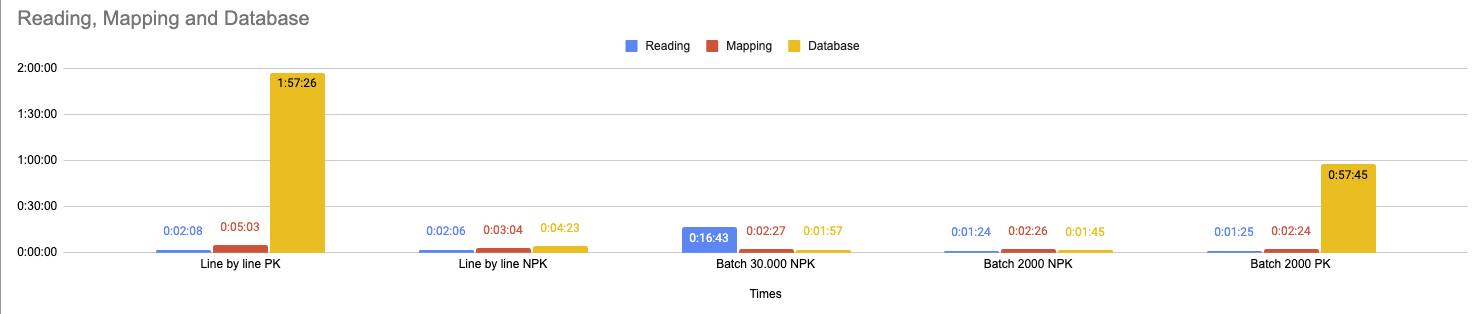 Reading, Mapping and Database
Reading Mapping Database
2:00:00
1:30:00
1:00:00
0:30:00
0:00:00
0:02:08 0:05:03 1:57:26
0:02:06 0:03:04 0:04:23
0:16:43 0:02:27 0:01:57
0:01:24 0:02:26 0:01:45
0:01:25 0:02:24 0:57:45
Line by line PK Line by line NPK Batch 30.000 NPK Batch 2000 NPK Batch 2000 PK
Times